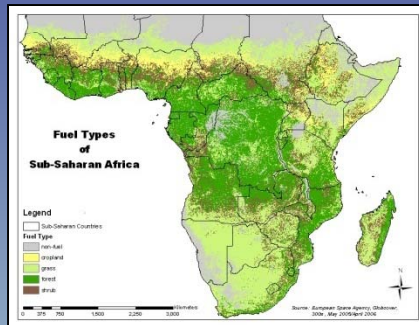 Fuel Types
of
Sub-Saharan Africa
Legend
Sub-Saharan Countries
Fuel Type
non-fuel
cropland
grass
forest
shrub
Kilometers
0 375 750 1,500 2,250 3,000
N
Source: European Space Agency, Globcover,
300m, May 2005/April 2006